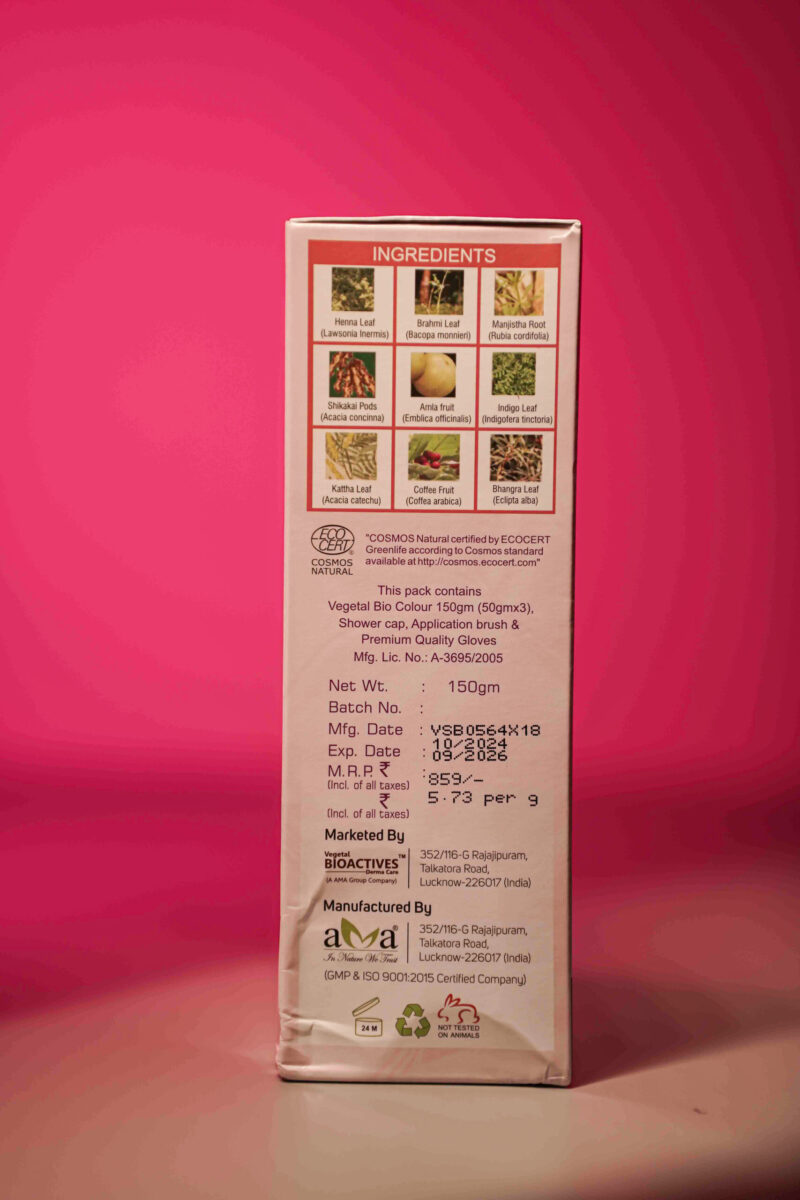 INGREDIENTS
Henna Leaf
(Lawsonia Inermis)
Brahmi Leaf
(Bacopa monnieri)
Manjistha Root
(Rubia cordifolia)
Shikakai Pods
(Acacia concinna)
Amla fruit
(Emblica officinalis)
Indigo Leaf
(Indigofera tinctoria)
Kattha Leaf
(Acacia catechu)
Coffee Fruit
(Coffea arabica)
Bhangra Leaf
(Eclipta alba)
ECO
CERT®
COSMOS
NATURAL
"COSMOS Natural certified by ECOCERT
Greenlife according to Cosmos standard
available at http://cosmos.ecocert.com"
This pack contains
Vegetal Bio Colour 150gm (50gmx3),
Shower cap, Application brush &
Premium Quality Gloves
Mfg. Lic. No.: A-3695/2005
Net Wt. : 150gm
Batch No. :
Mfg. Date : VSB0564X18
10/2024
Exp. Date : 09/2026
M.R.P. ₹ : 859/-
(Incl. of all taxes)
₹ 5.73 per g
(Incl. of all taxes)
Marketed By
Vegetal
BIOACTIVES™
Derma Care
(A AMA Group Company)
352/116-G Rajajipuram,
Talkatora Road,
Lucknow-226017 (India)
Manufactured By
ama®
In Nature We Trust
352/116-G Rajajipuram,
Talkatora Road,
Lucknow-226017 (India)
(GMP & ISO 9001:2015 Certified Company)
24 M
NOT TESTED
ON ANIMALS